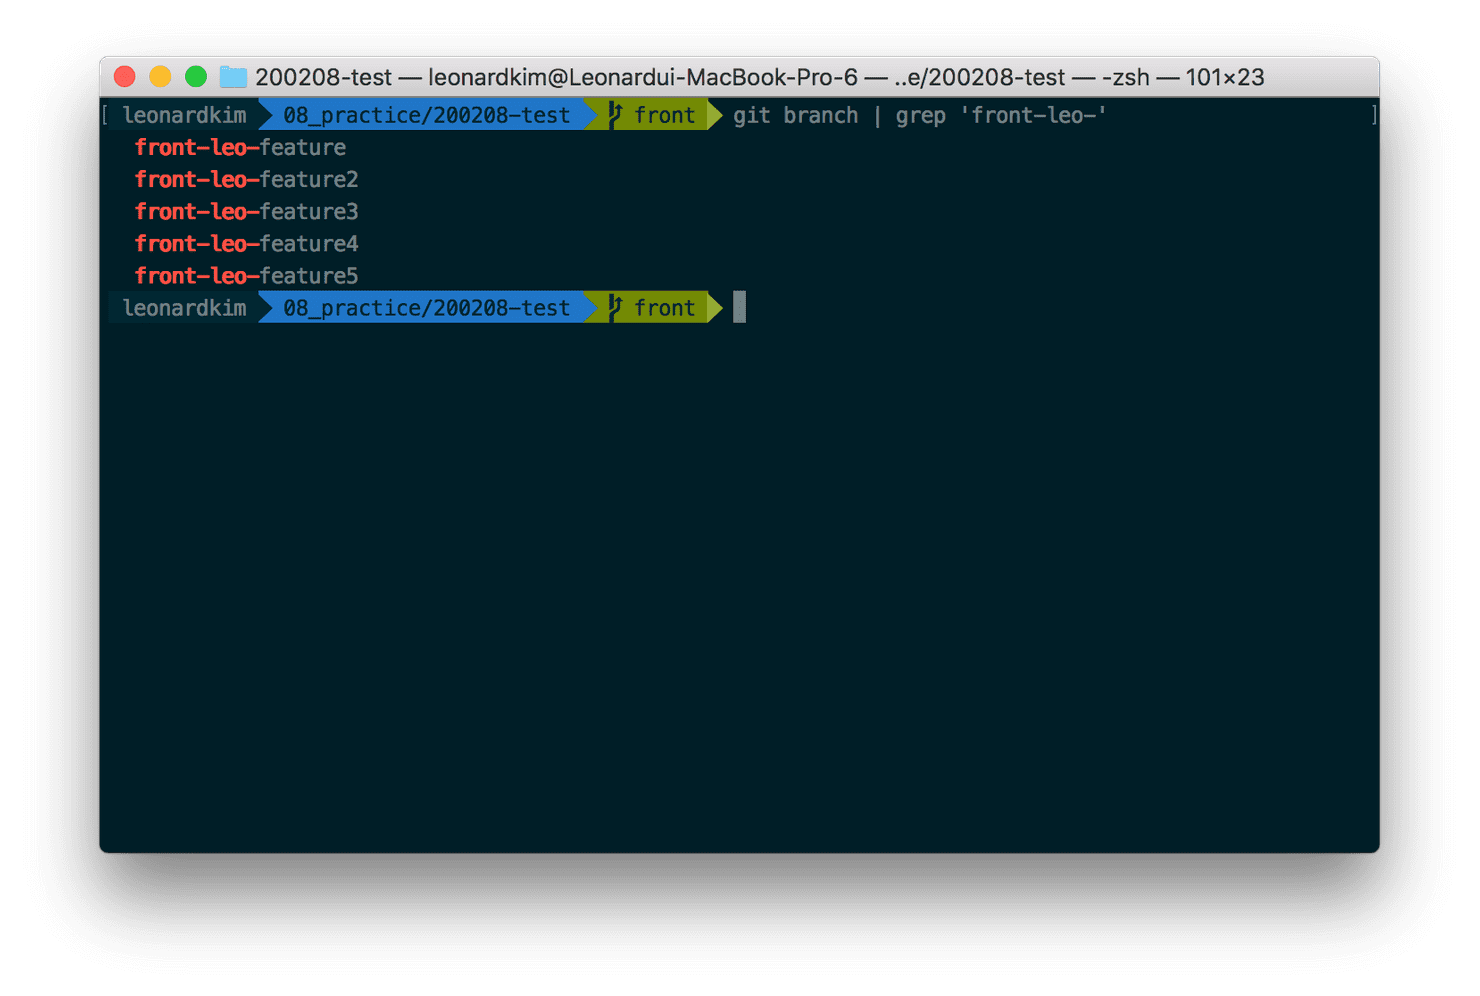 200208-test — leonardkim@Leonardui-MacBook-Pro-6 — ..e/200208-test — -zsh — 101×23
[ leonardkim 08_practice/200208-test front git branch | grep 'front-leo-' ]
front-leo-feature
front-leo-feature2
front-leo-feature3
front-leo-feature4
front-leo-feature5
leonardkim 08_practice/200208-test front